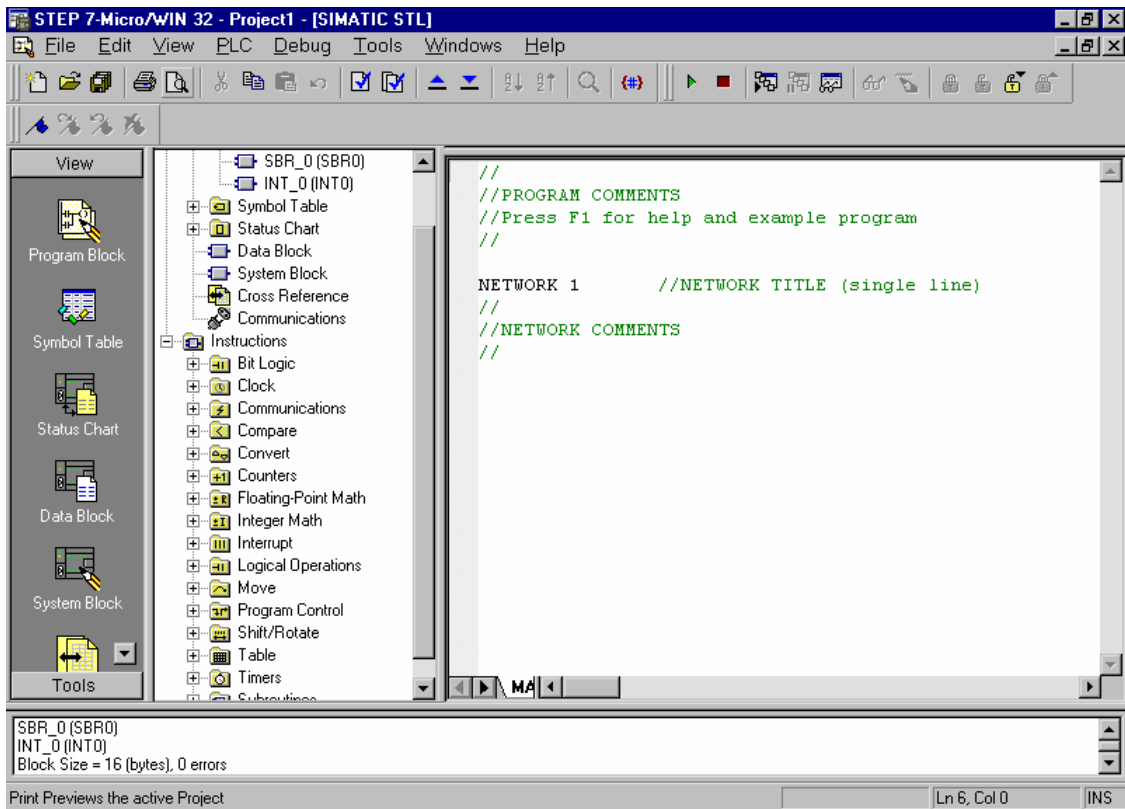 STEP 7-Micro/WIN 32 - Project1 - [SIMATIC STL]
File Edit View PLC Debug Tools Windows Help
View
Program Block
Symbol Table
Status Chart
Data Block
System Block
Tools
SBR_0 (SBR0)
INT_0 (INT0)
Symbol Table
Status Chart
Data Block
System Block
Cross Reference
Communications
Instructions
Bit Logic
Clock
Communications
Compare
Convert
Counters
Floating-Point Math
Integer Math
Interrupt
Logical Operations
Move
Program Control
Shift/Rotate
Table
Timers
Subroutines
//
//PROGRAM COMMENTS
//Press F1 for help and example program
//
NETWORK 1 //NETWORK TITLE (single line)
//
//NETWORK COMMENTS
//
MA
SBR_0 (SBR0)
INT_0 (INT0)
Block Size = 16 (bytes), 0 errors
Print Previews the active Project
Ln 6, Col 0
INS